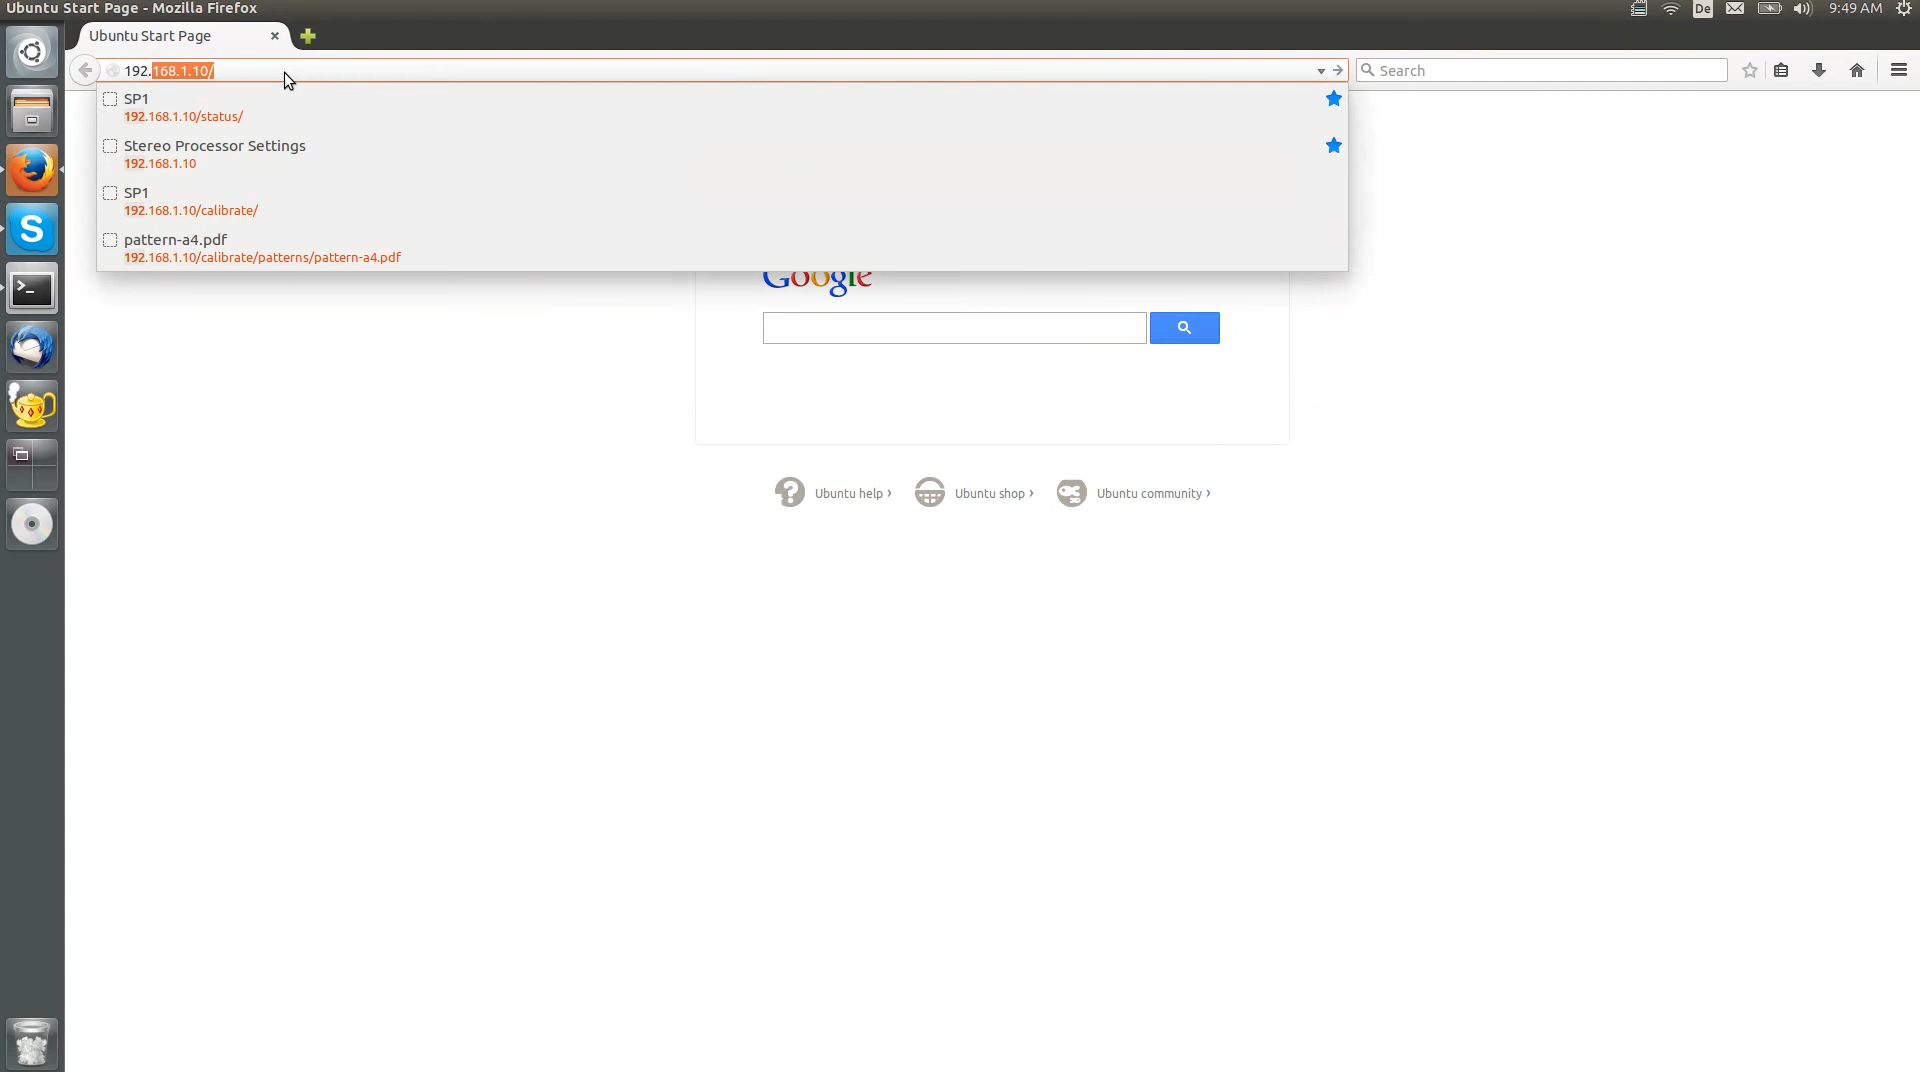 Ubuntu Start Page - Mozilla Firefox
De
9:49 AM
Ubuntu Start Page
192.168.1.10/
Search
SP1
192.168.1.10/status/
Stereo Processor Settings
192.168.1.10
SP1
192.168.1.10/calibrate/
pattern-a4.pdf
192.168.1.10/calibrate/patterns/pattern-a4.pdf
Google
Ubuntu help ›
Ubuntu shop ›
Ubuntu community ›